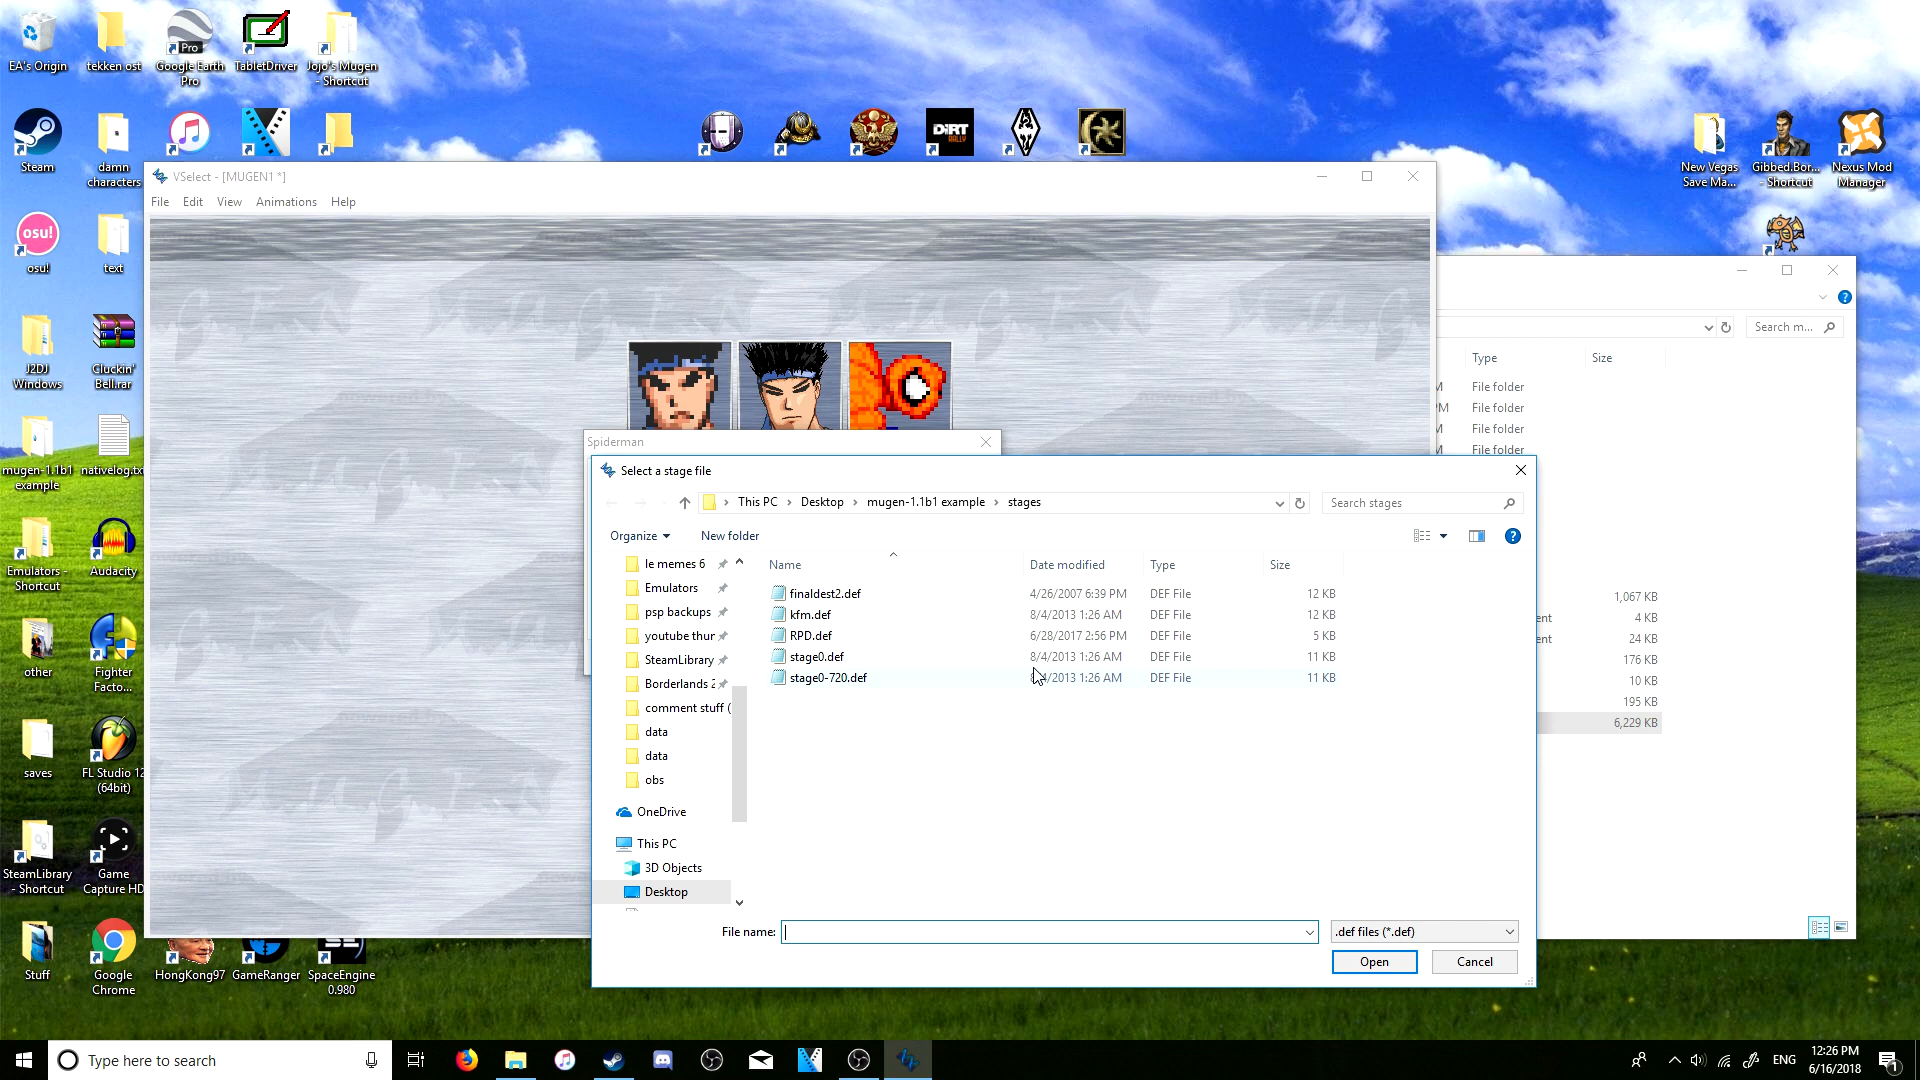 EA's Origin
tekken ost
Google Earth
Pro
TabletDriver
Jojo's Mugen
- Shortcut
Steam
damn
characters
DiRT
RALLY
New Vegas
Save Ma...
Gibbed.Bor...
- Shortcut
Nexus Mod
Manager
VSelect - [MUGEN1 *]
File
Edit
View
Animations
Help
osu!
osu!
text
J2DJ
Windows
Cluckin'
Bell.rar
mugen-1.1b1
example
nativelog.txt
Emulators -
Shortcut
Audacity
other
Fighter
Facto...
saves
FL Studio 12
(64bit)
SteamLibrary
- Shortcut
Game
Capture HD
Stuff
Google
Chrome
HongKong97
GameRanger
SpaceEngine
0.980
Search m...
Type
Size
File folder
File folder
File folder
File folder
1,067 KB
4 KB
24 KB
176 KB
10 KB
195 KB
6,229 KB
Spiderman
Select a stage file
This PC
Desktop
mugen-1.1b1 example
stages
Search stages
Organize
New folder
le memes 6
Emulators
psp backups
youtube thur
SteamLibrary
Borderlands 2
comment stuff (
data
data
obs
OneDrive
This PC
3D Objects
Desktop
Name
Date modified
Type
Size
finaldest2.def
4/26/2007 6:39 PM
DEF File
12 KB
kfm.def
8/4/2013 1:26 AM
DEF File
12 KB
RPD.def
6/28/2017 2:56 PM
DEF File
5 KB
stage0.def
8/4/2013 1:26 AM
DEF File
11 KB
stage0-720.def
8/4/2013 1:26 AM
DEF File
11 KB
File name:
.def files (*.def)
Open
Cancel
Type here to search
ENG
12:26 PM
6/16/2018
1